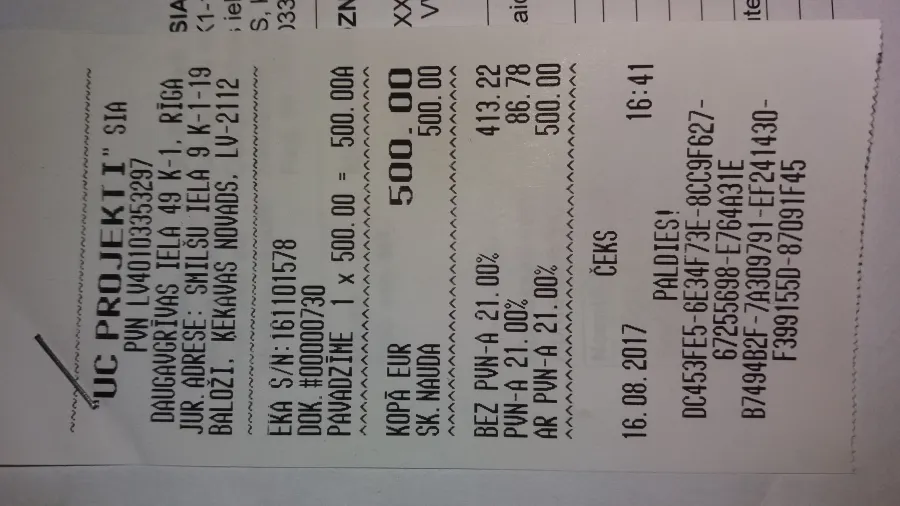 "UC PROJEKTI" SIA
PVN LV40103353297
DAUGAVGRĪVAS IELA 49 K-1, RĪGA
JUR.ADRESE: SMILŠU IELA 9 K-1-19
BALOŽI, ĶEKAVAS NOVADS, LV-2112
EKA S/N:161101578
DOK. #00000730
PAVADZĪME 1 x 500.00 = 500.00A
KOPĀ EUR 500.00
SK.NAUDA 500.00
BEZ PVN-A 21.00% 413.22
PVN-A 21.00% 86.78
AR PVN-A 21.00% 500.00
ČEKS
16.08.2017 16:41
PALDIES!
DC453FE5-6E34F73E-8CC9F627-
67255698-E764A31E
B7494B2F-7A309791-EF241430-
F399155D-87091F45